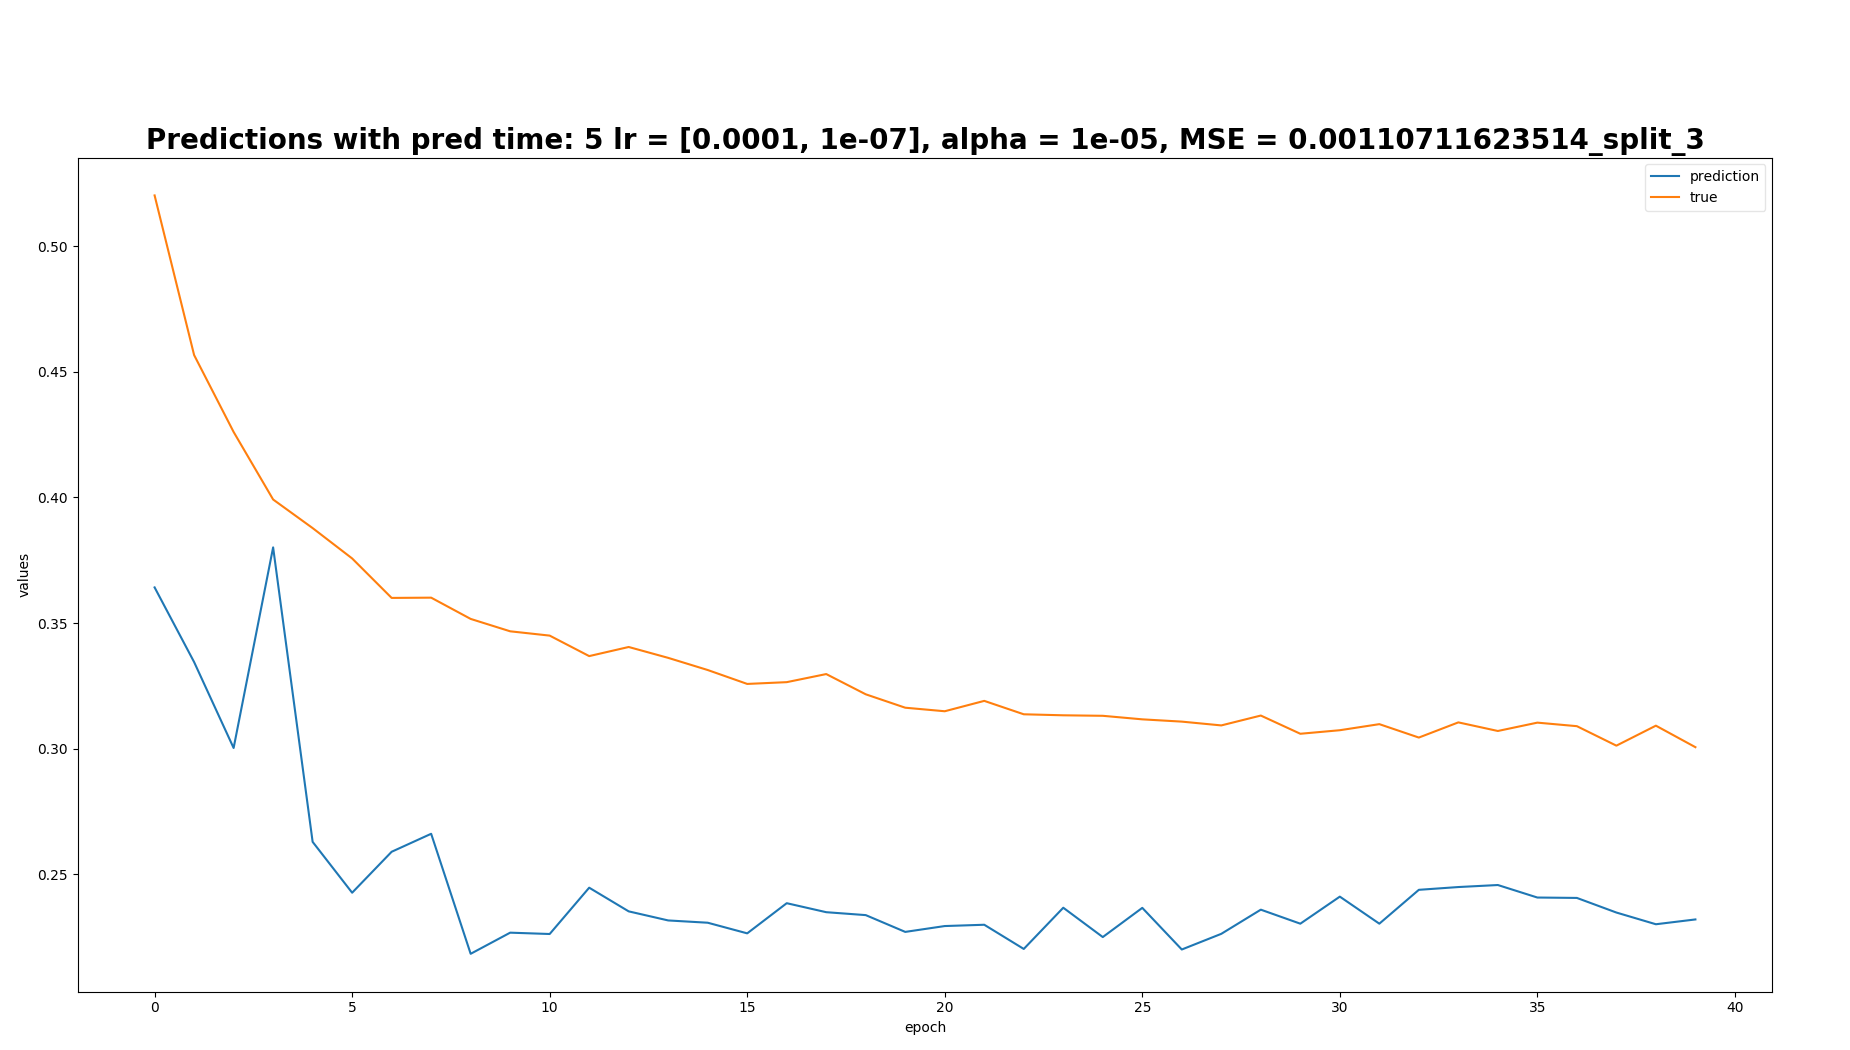 Predictions with pred time: 5 lr = [0.0001, 1e-07], alpha = 1e-05, MSE = 0.00110711623514_split_3
prediction
true
values
0.50
0.45
0.40
0.35
0.30
0.25
0 5 10 15 20 25 30 35 40
epoch